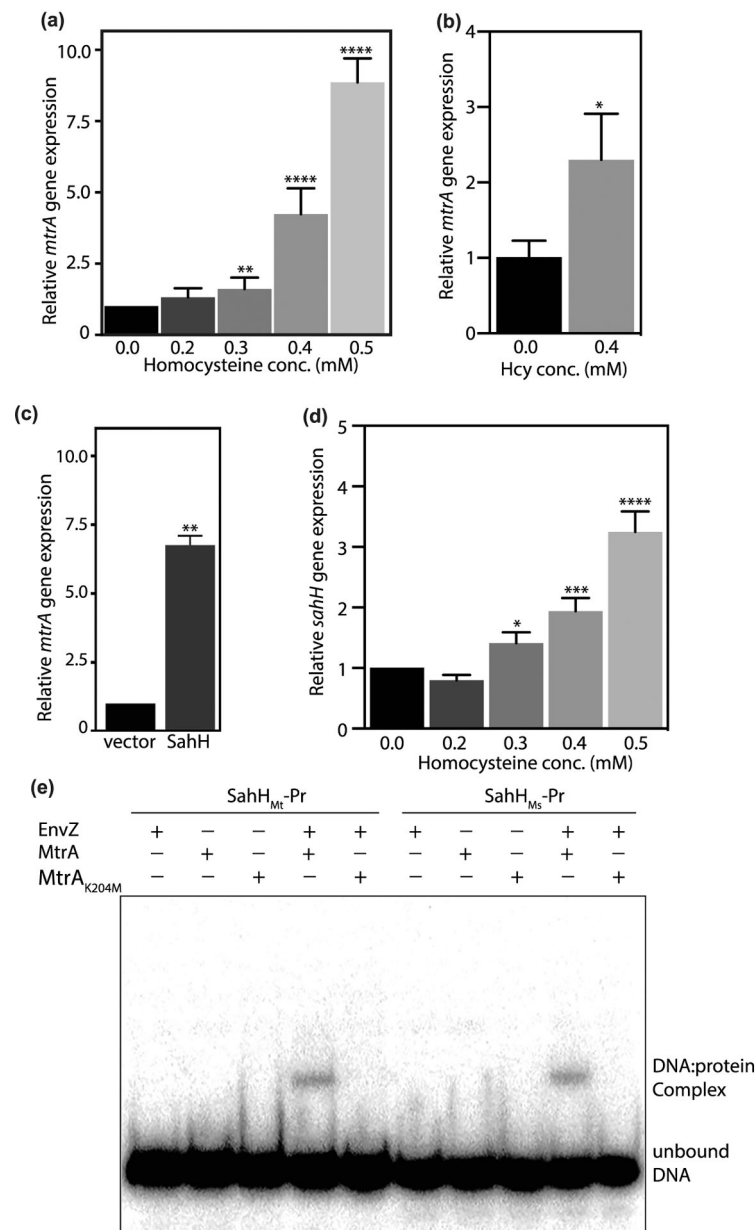 (a)
Relative mtrA gene expression
10.0
7.5
5.0
2.5
0
**
****
****
0.0 0.2 0.3 0.4 0.5
Homocysteine conc. (mM)
(b)
Relative mtrA gene expression
4
3
2
1
0
*
0.0 0.4
Hcy conc. (mM)
(c)
Relative mtrA gene expression
10.0
7.5
5.0
2.5
0
**
vector SahH
(d)
Relative sahH gene expression
5
4
3
2
1
0
*
***
****
0.0 0.2 0.3 0.4 0.5
Homocysteine conc. (mM)
(e)
SahHMt-Pr SahHMs-Pr
EnvZ + − − + + + − − + +
MtrA − + − + − − + − + −
MtrAK204M − − + − + − − + − +
DNA:protein
Complex
unbound
DNA